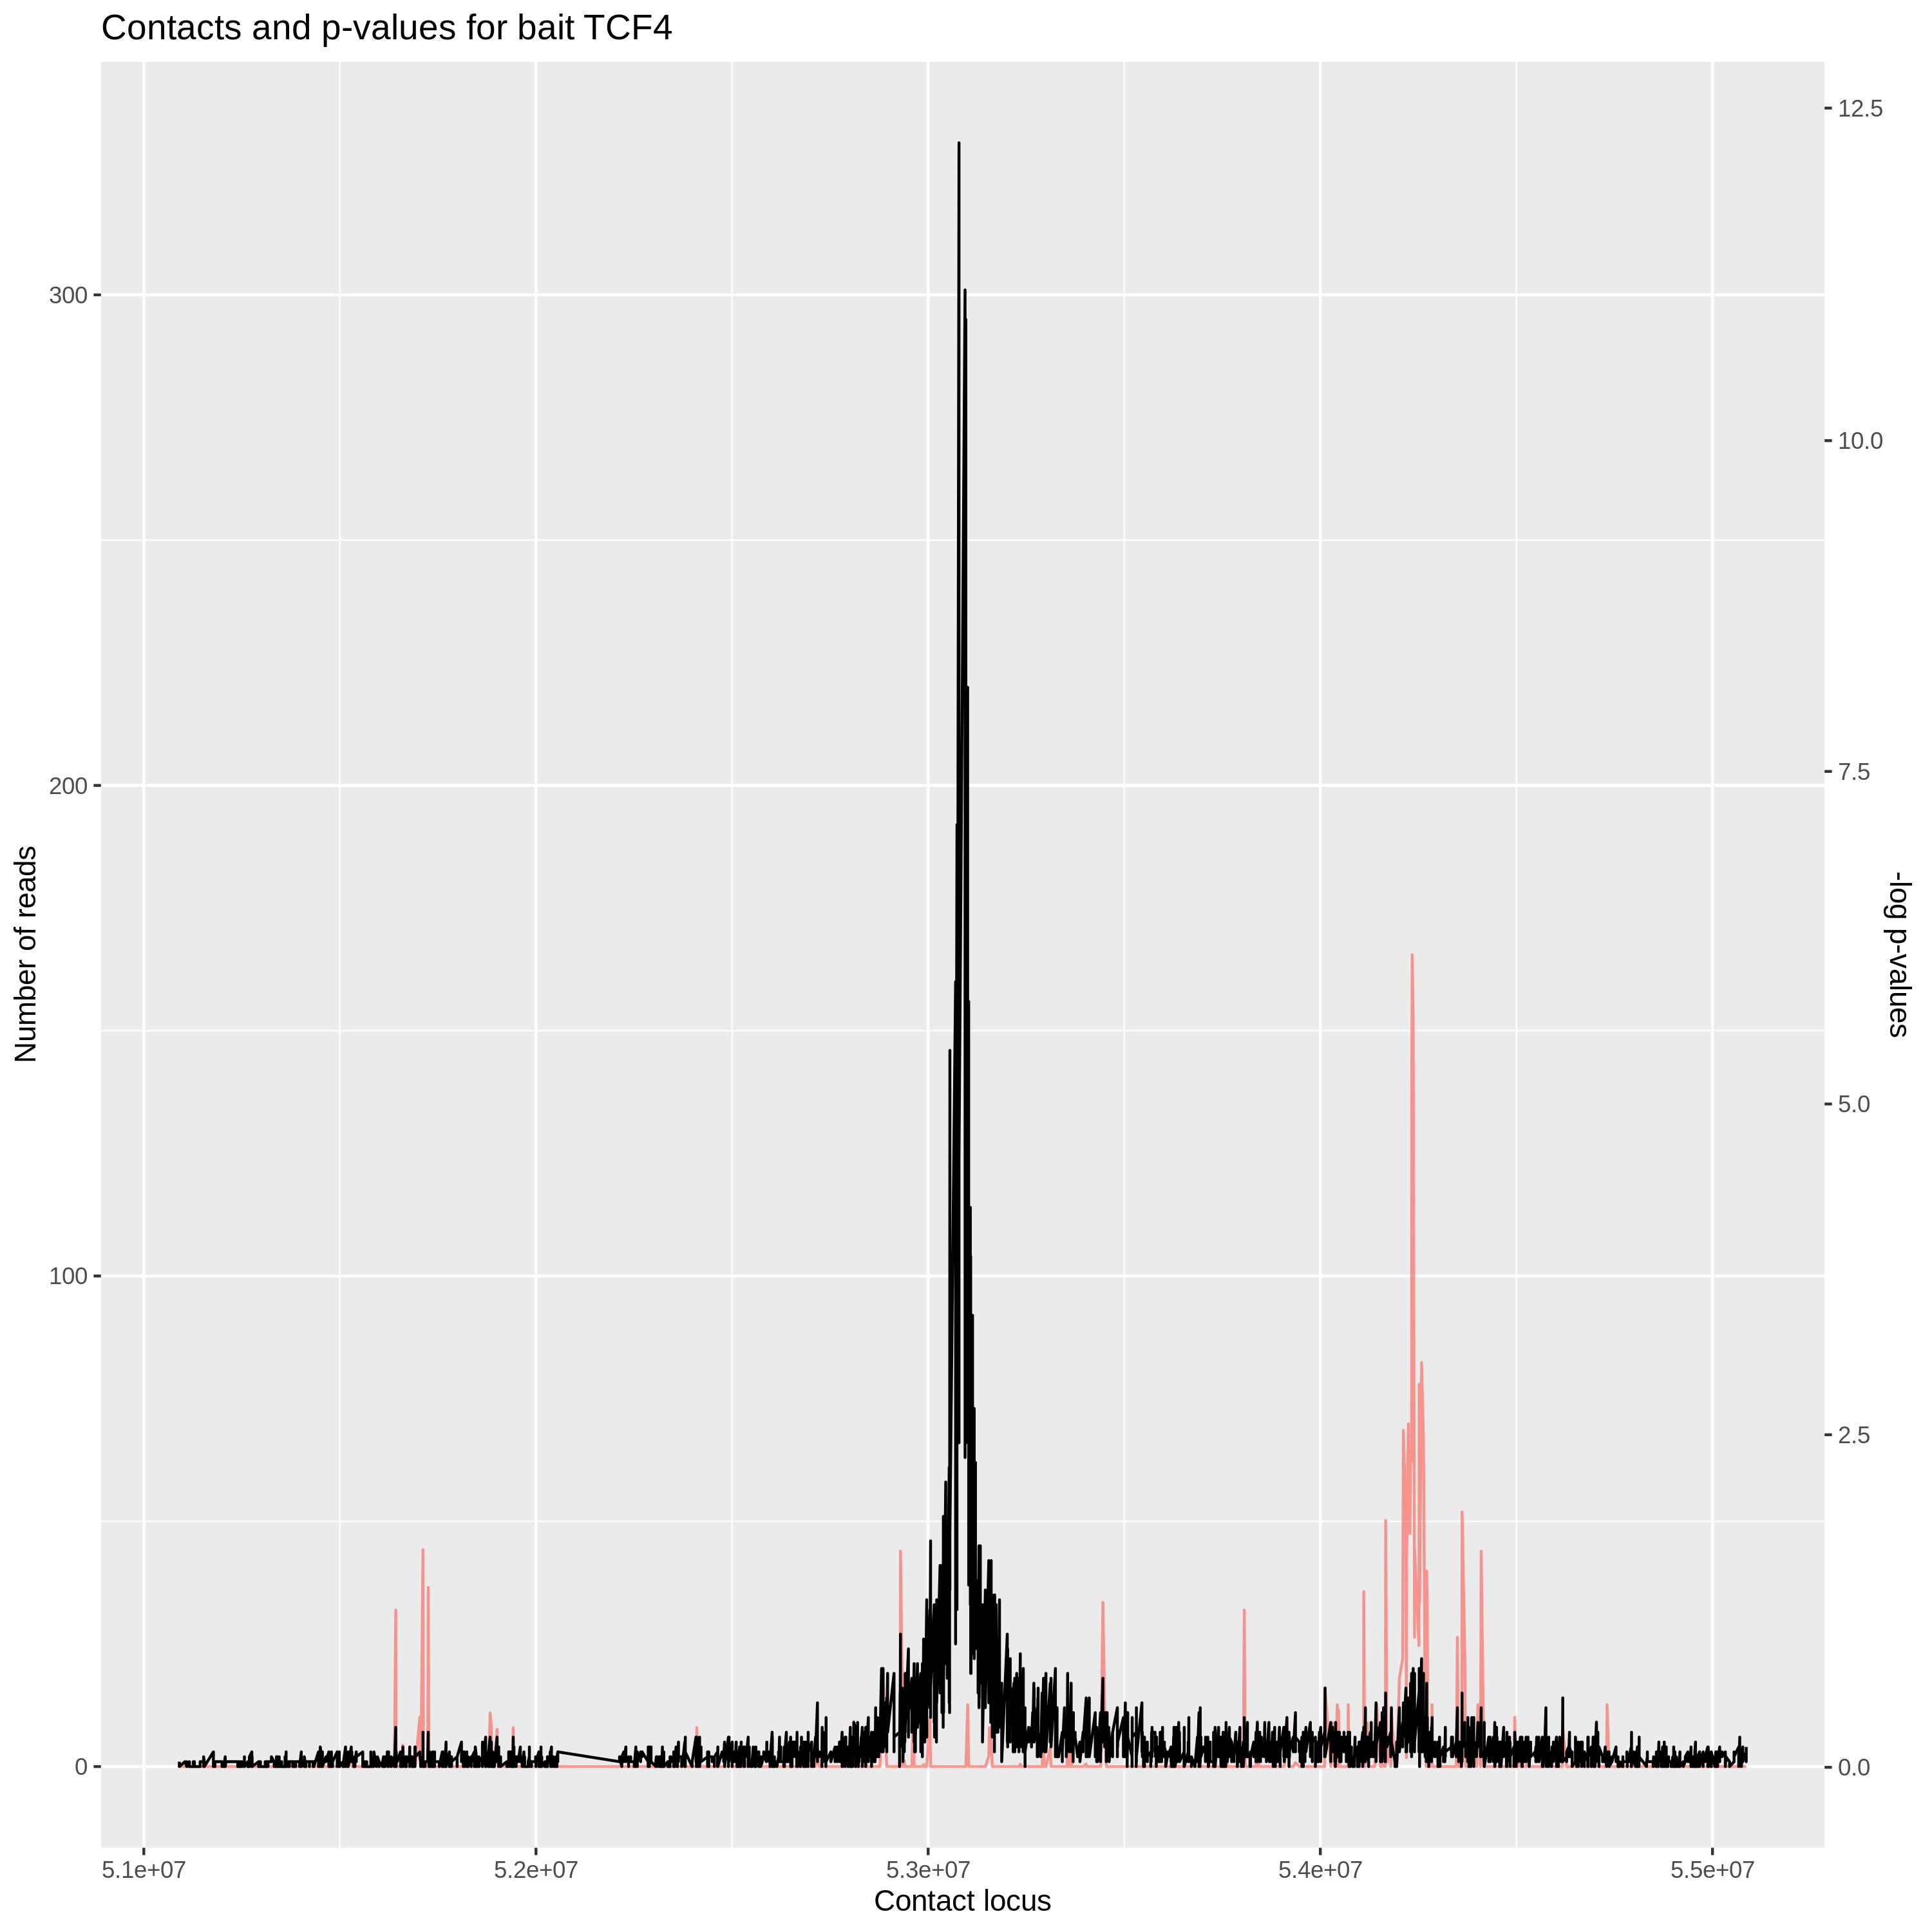 Contacts and p-values for bait TCF4
12.5
300
10.0
200
7.5
Number of reads
-log p-values
5.0
100
2.5
0
0.0
5.1e+07 5.2e+07 5.3e+07 5.4e+07 5.5e+07
Contact locus